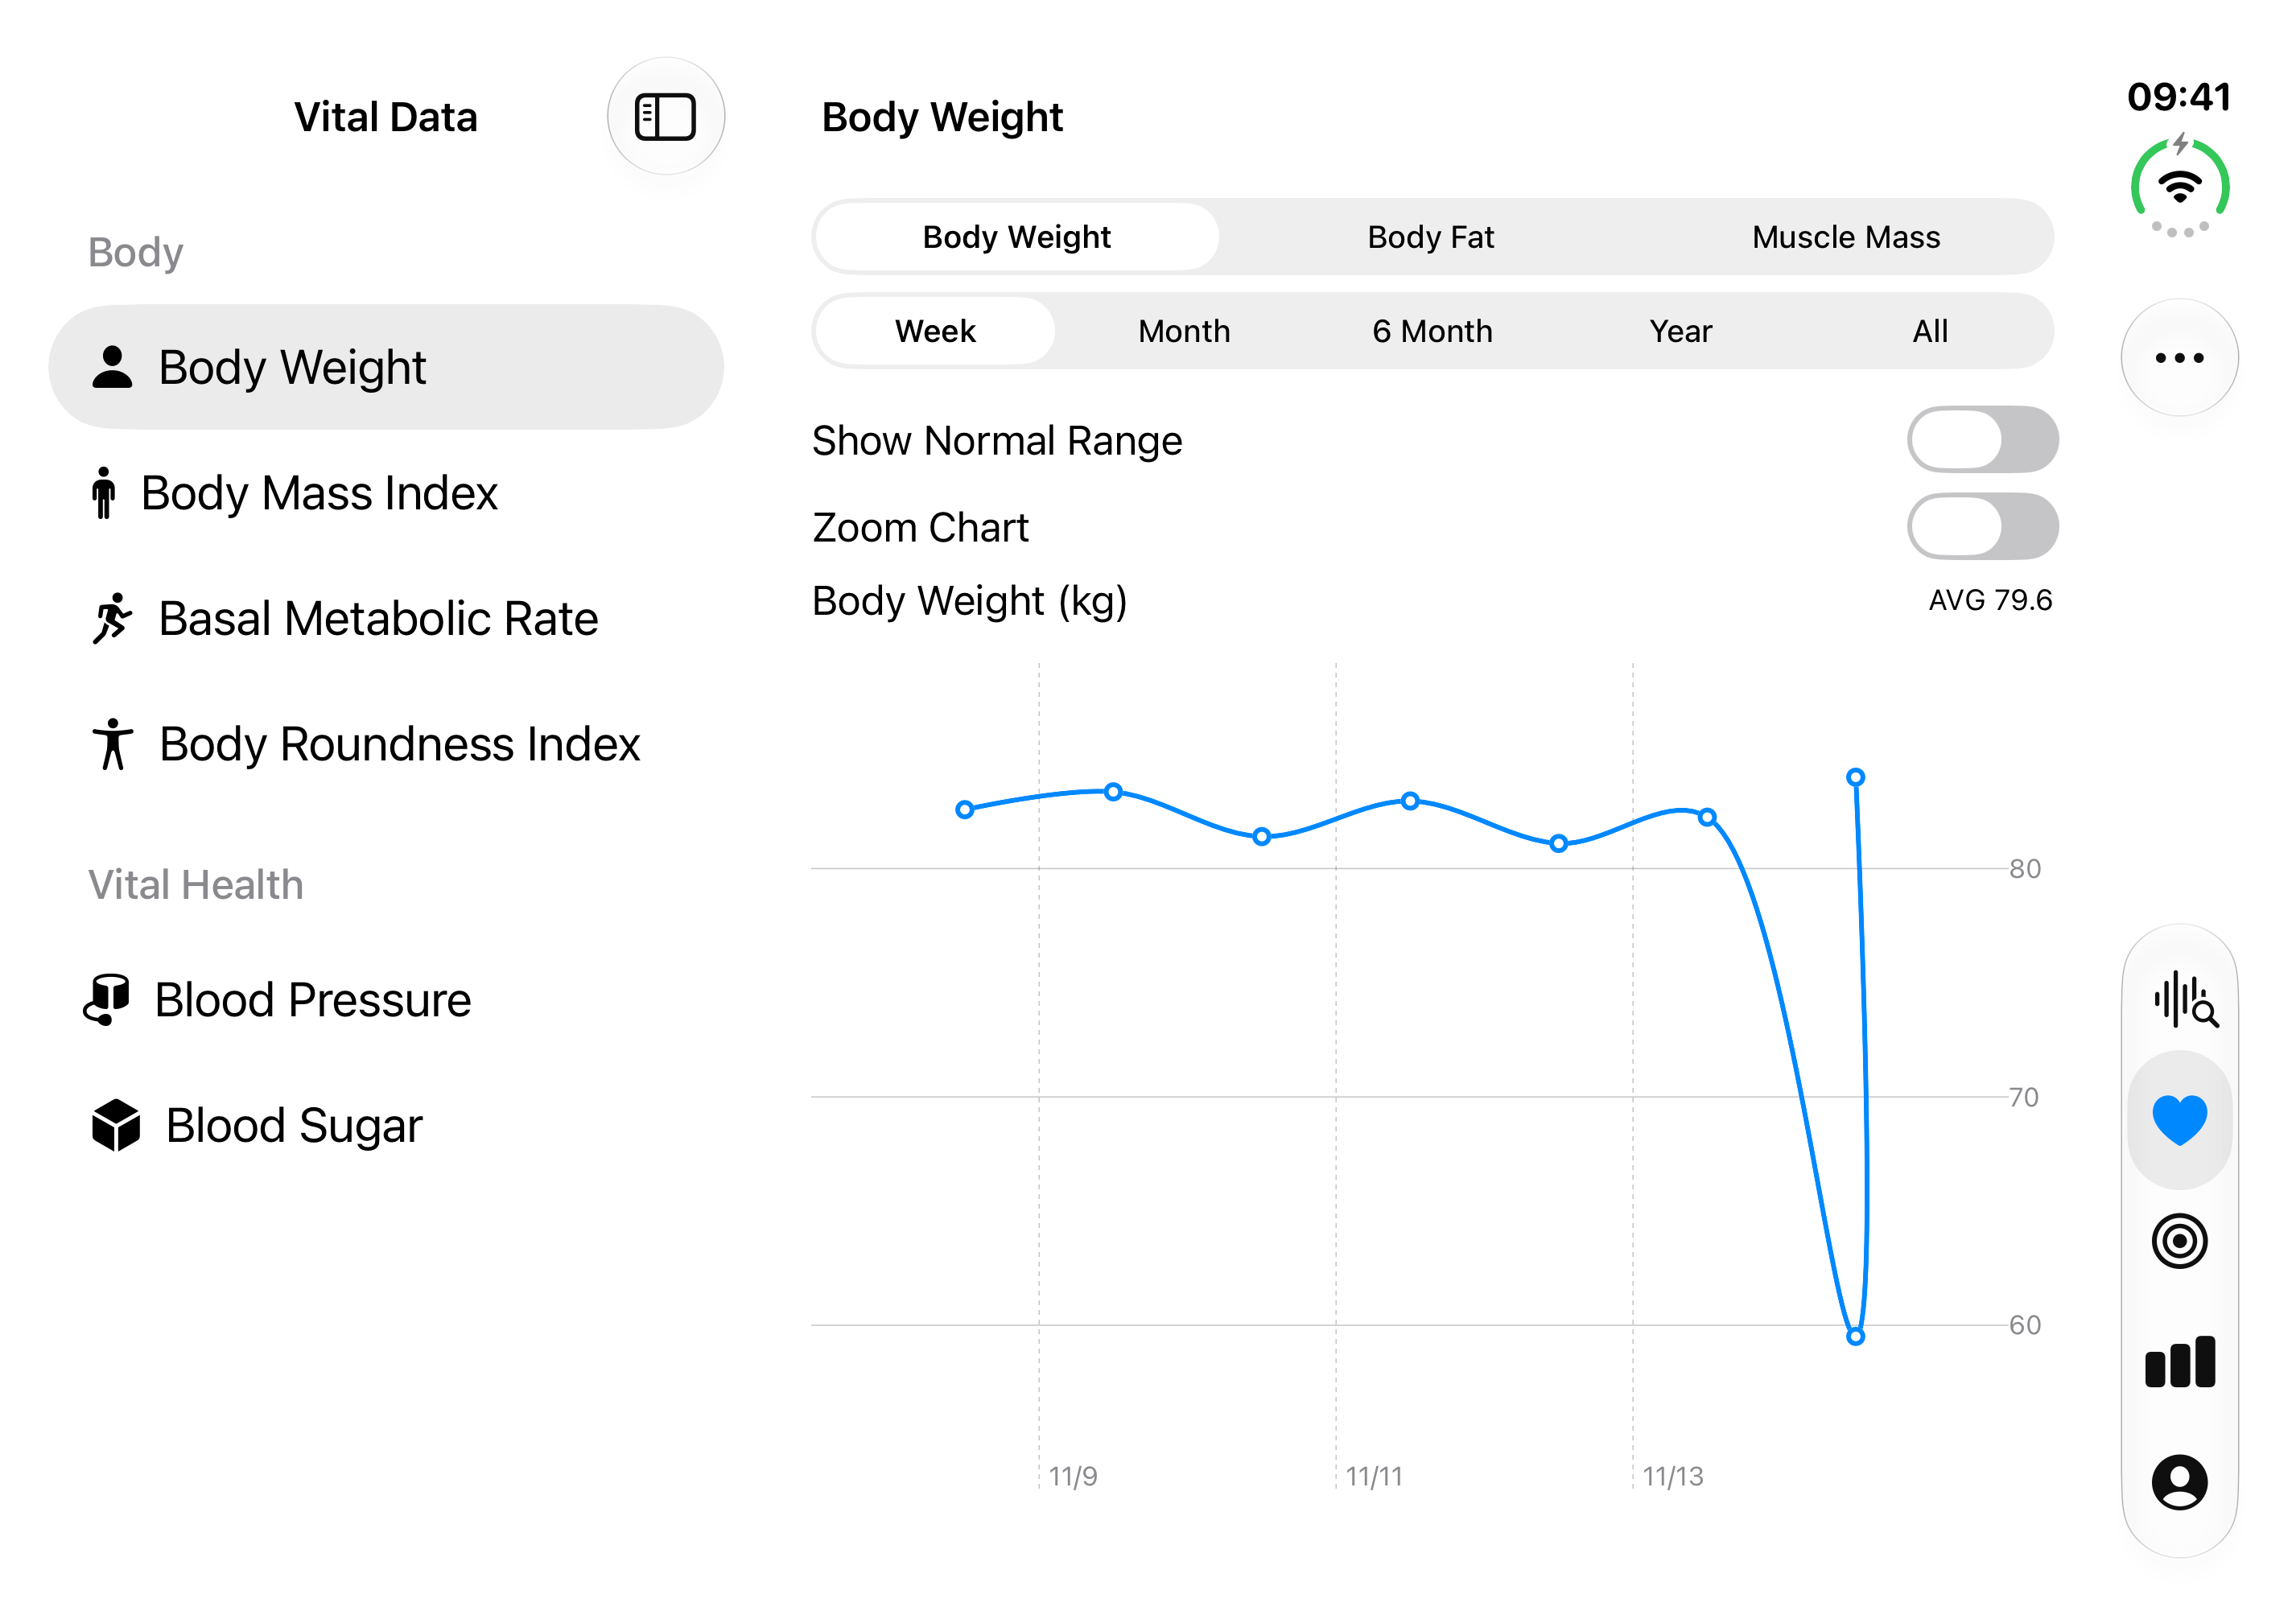 Vital Data
Body
Body Weight
Body Mass Index
Basal Metabolic Rate
Body Roundness Index
Vital Health
Blood Pressure
Blood Sugar
Body Weight
Body Weight Body Fat Muscle Mass
Week Month 6 Month Year All
Show Normal Range
Zoom Chart
Body Weight (kg) AVG 79.6
80
70
60
11/9 11/11 11/13
09:41